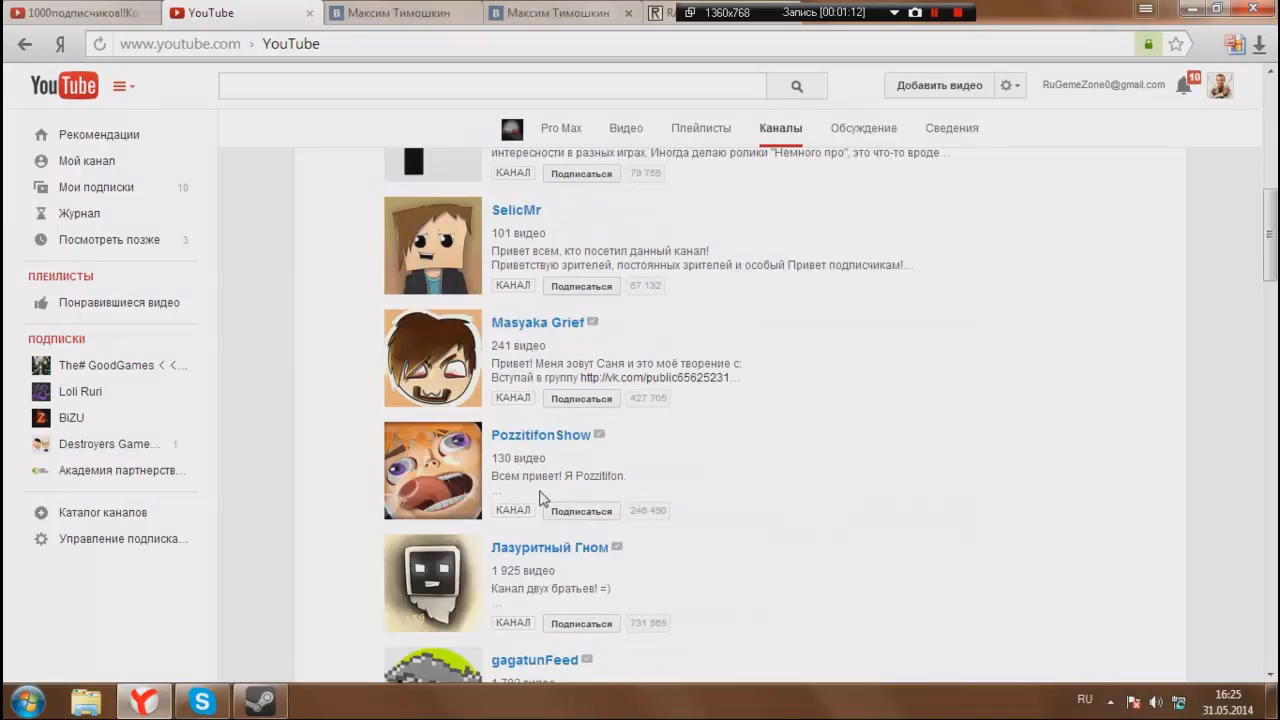 1000подписчиков!!Ко
YouTube
Максим Тимошкин
Максим Тимошкин
1360x768
Запись [00:01:12]
www.youtube.com › YouTube
YouTube
Добавить видео
RuGemeZone0@gmail.com
10
Pro Max
Видео
Плейлисты
Каналы
Обсуждение
Сведения
Рекомендации
Мой канал
Мои подписки 10
Журнал
Посмотреть позже 3
ПЛЕЙЛИСТЫ
Понравившиеся видео
ПОДПИСКИ
The# GoodGames < <...
Loli Ruri
BiZU
Destroyers Game... 1
Академия партнерств...
Каталог каналов
Управление подписка...
интересности в разных играх. Иногда делаю ролики "Немного про", это что-то вроде...
КАНАЛ Подписаться 79 755
SelicMr
101 видео
Привет всем, кто посетил данный канал!
Приветствую зрителей, постоянных зрителей и особый Привет подписчикам!...
КАНАЛ Подписаться 67 132
Masyaka Grief
241 видео
Привет! Меня зовут Саня и это моё творение с:
Вступай в группу http://vk.com/public65625231...
КАНАЛ Подписаться 427 765
PozzitifonShow
130 видео
Всем привет! Я Pozzitifon.
...
КАНАЛ Подписаться 246 490
Лазуритный Гном
1 925 видео
Канал двух братьев! =)
...
КАНАЛ Подписаться 731 565
gagatunFeed
RU
16:25
31.05.2014